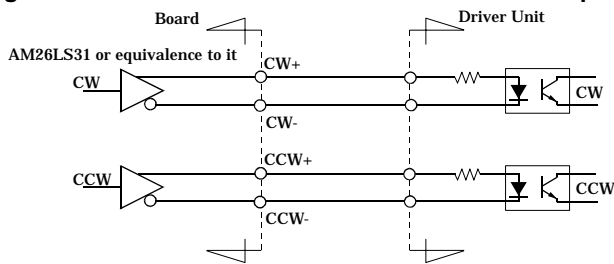 Board
Driver Unit
AM26LS31 or equivalence to it
CW
CW+
CW-
CW
CCW
CCW+
CCW-
CCW